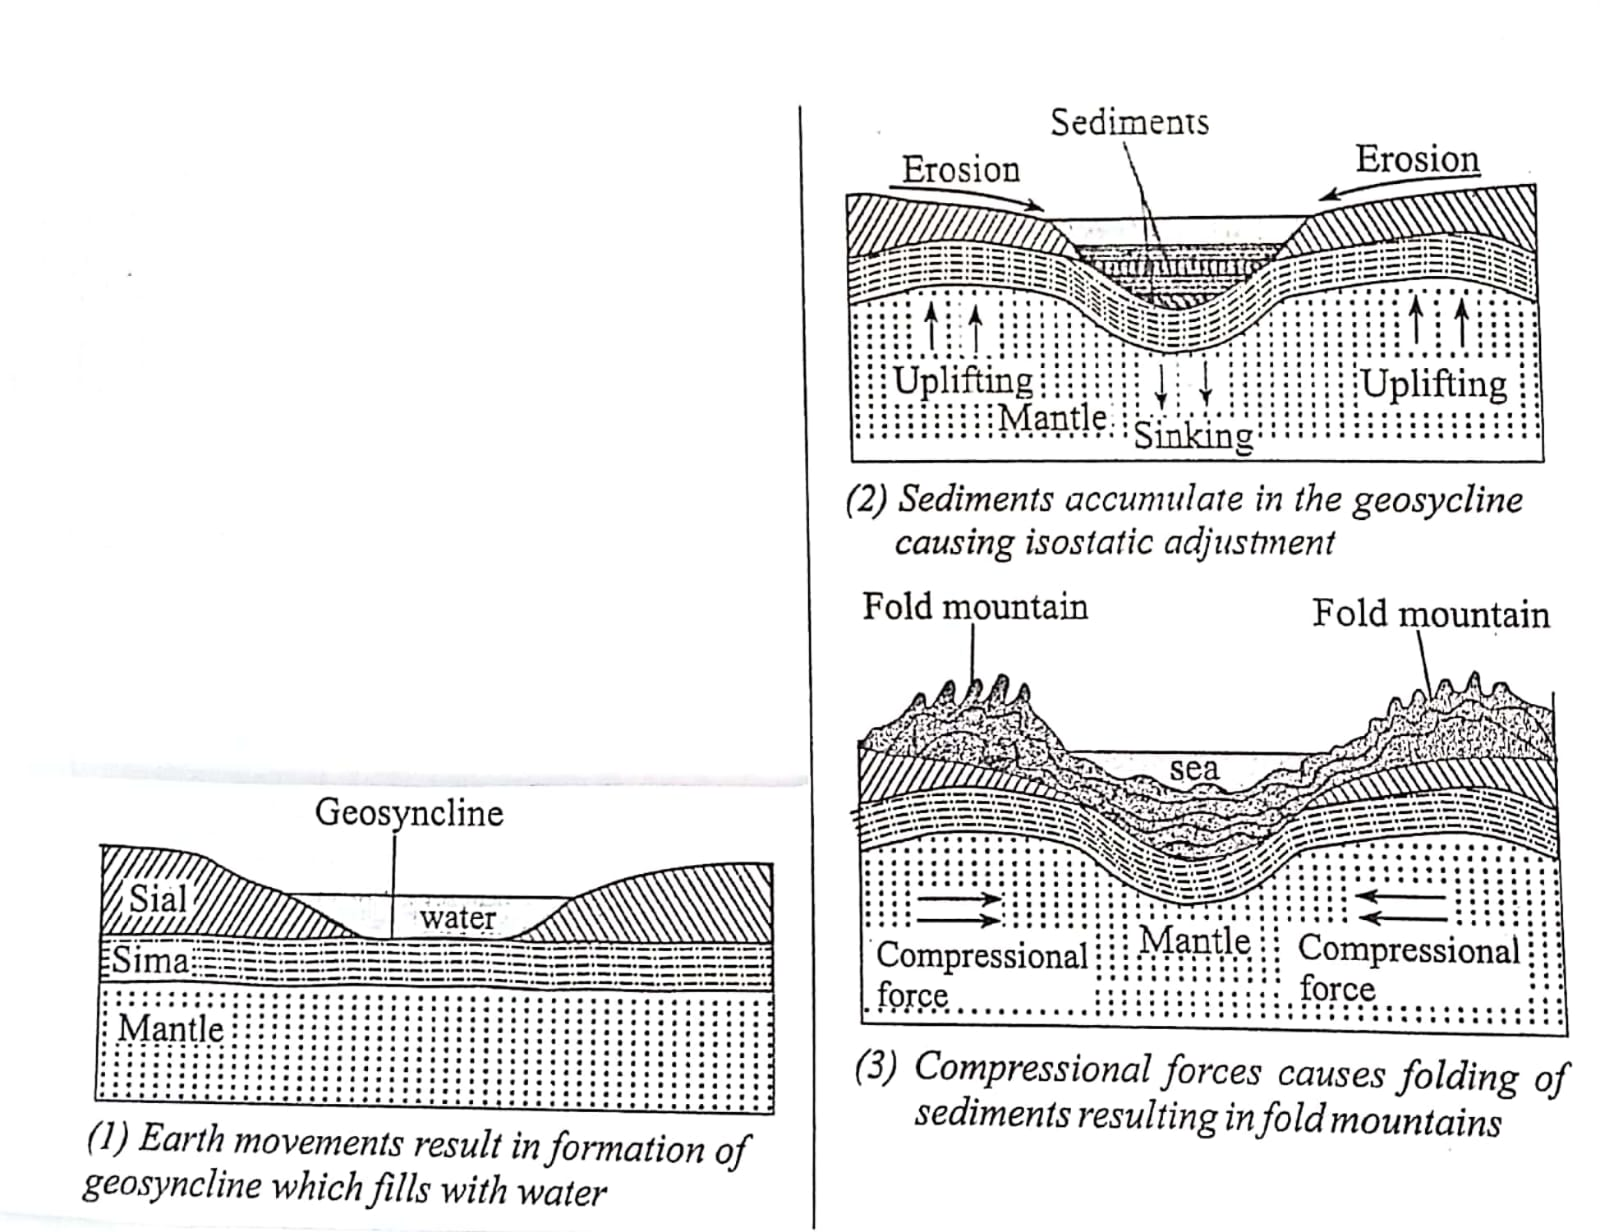 Geosyncline
Sial
water
Sima
Mantle
(1) Earth movements result in formation of
geosyncline which fills with water
Sediments
Erosion
Erosion
Uplifting
Uplifting
Mantle
Sinking
(2) Sediments accumulate in the geosycline
causing isostatic adjustment
Fold mountain
Fold mountain
sea
Compressional
force
Mantle
Compressional
force
(3) Compressional forces causes folding of
sediments resulting in fold mountains